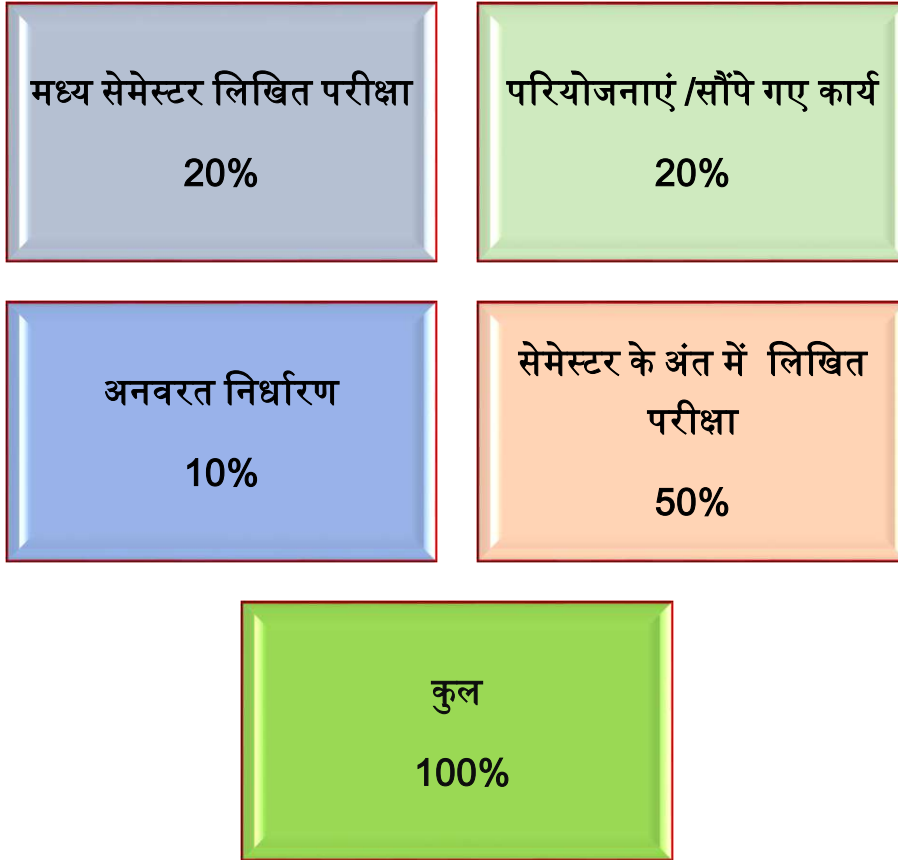 मध्य सेमेस्टर लिखित परीक्षा
20%
परियोजनाएं /सौंपे गए कार्य
20%
अनवरत निर्धारण
10%
सेमेस्टर के अंत में लिखित
परीक्षा
50%
कुल
100%